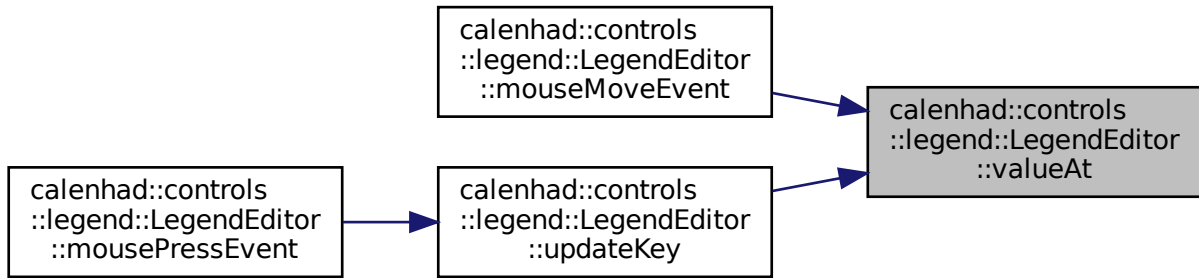 calenhad::controls
::legend::LegendEditor
::mouseMoveEvent
calenhad::controls
::legend::LegendEditor
::valueAt
calenhad::controls
::legend::LegendEditor
::mousePressEvent
calenhad::controls
::legend::LegendEditor
::updateKey